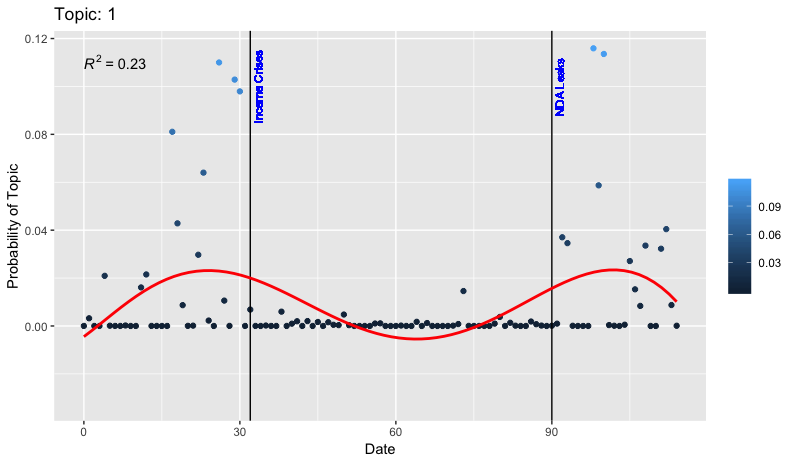 Topic: 1
R² = 0.23
Income Crises
NDA Leaks
0.12
0.08
0.04
0.00
Probability of Topic
0
30
60
90
Date
0.09
0.06
0.03